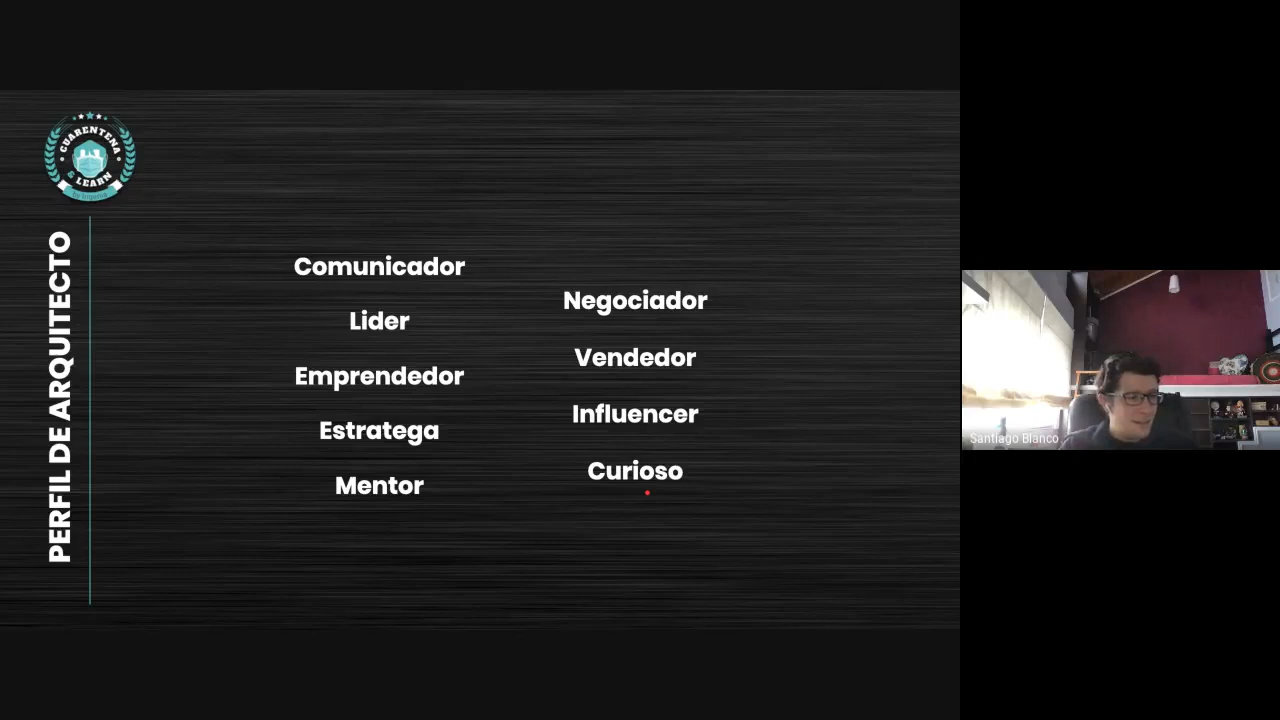 CUARENTENA
& LEARN
PERFIL DE ARQUITECTO
Comunicador
Lider
Emprendedor
Estratega
Mentor
Negociador
Vendedor
Influencer
Curioso
Santiago Blanco